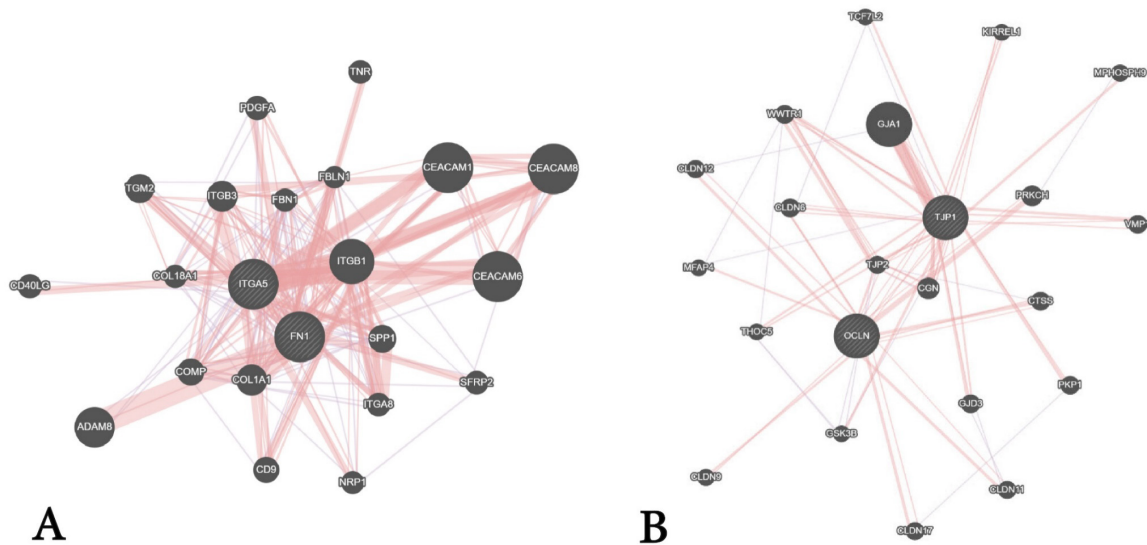 TNR
PDGFA
CEACAM1
CEACAM8
FBLN1
TGM2
ITGB3
FBN1
ITGB1
COL18A1
ITGA5
CEACAM6
CD40LG
FN1
SPP1
COMP
COL1A1
SFRP2
ITGA8
ADAM8
CD9
NRP1
A
TCF7L2
KIRREL1
MPHOSPH9
WWTR1
GJA1
CLDN12
PRKCH
CLDN6
TJP1
VMP1
MFAP4
TJP2
CGN
CTSS
THOC5
OCLN
PKP1
GJD3
GSK3B
CLDN9
CLDN11
CLDN17
B